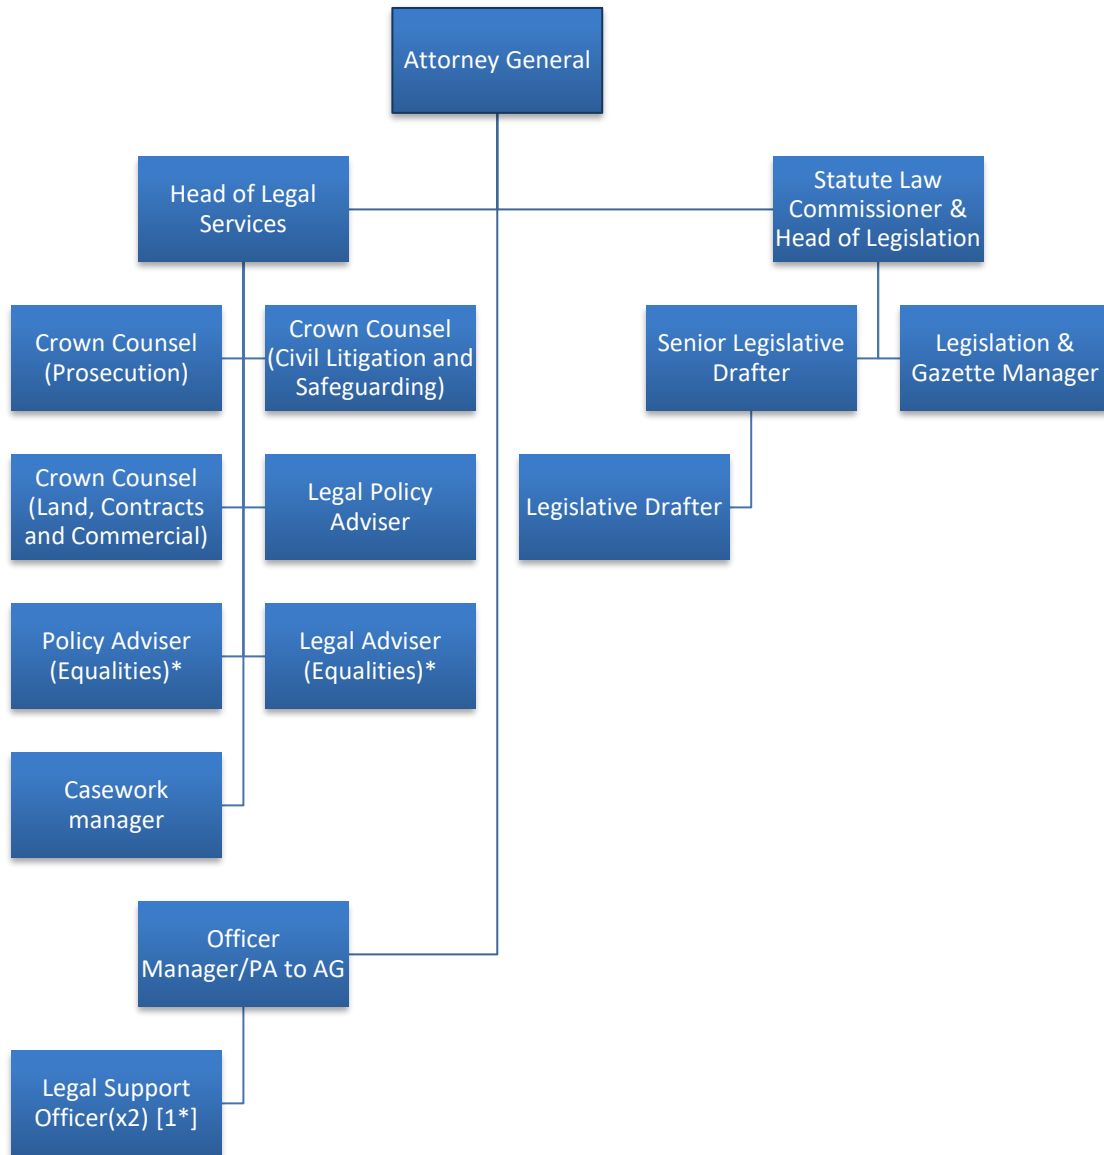 Attorney General
Head of Legal
Services
Statute Law
Commissioner &
Head of Legislation
Crown Counsel
(Prosecution)
Crown Counsel
(Civil Litigation and
Safeguarding)
Senior Legislative
Drafter
Legislation &
Gazette Manager
Crown Counsel
(Land, Contracts
and Commercial)
Legal Policy
Adviser
Legislative Drafter
Policy Adviser
(Equalities)*
Legal Adviser
(Equalities)*
Casework
manager
Officer
Manager/PA to AG
Legal Support
Officer(x2) [1*]